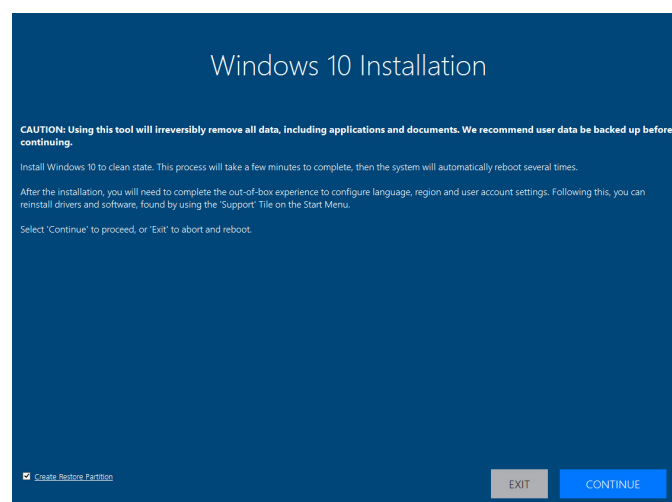 Windows 10 Installation
CAUTION: Using this tool will irreversibly remove all data, including applications and documents. We recommend user data be backed up before
continuing.
Install Windows 10 to clean state. This process will take a few minutes to complete, then the system will automatically reboot several times.
After the installation, you will need to complete the out-of-box experience to configure language, region and user account settings. Following this, you can
reinstall drivers and software, found by using the 'Support' Tile on the Start Menu.
Select 'Continue' to proceed, or 'Exit' to abort and reboot.
Create Restore Partition
EXIT
CONTINUE